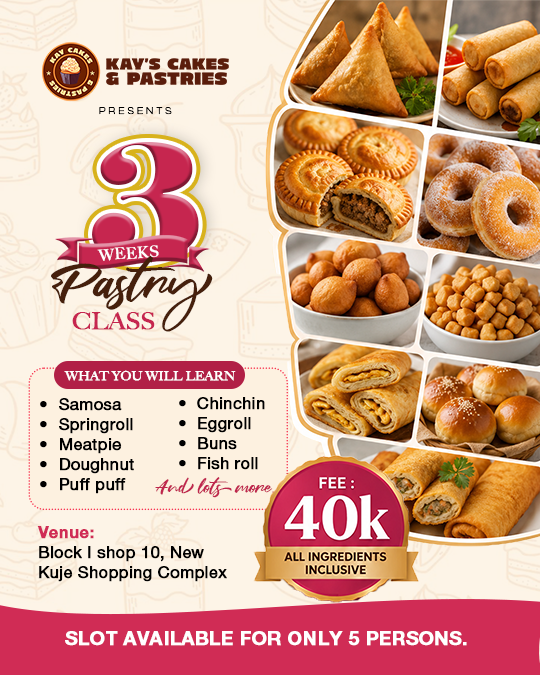 KAY CAKES
& PASTRIES
KAY'S CAKES
& PASTRIES
PRESENTS
3
WEEKS
Pastry
CLASS
WHAT YOU WILL LEARN
• Samosa
• Springroll
• Meatpie
• Doughnut
• Puff puff
• Chinchin
• Eggroll
• Buns
• Fish roll
And lots more
FEE :
40k
ALL INGREDIENTS
INCLUSIVE
Venue:
Block I shop 10, New
Kuje Shopping Complex
SLOT AVAILABLE FOR ONLY 5 PERSONS.